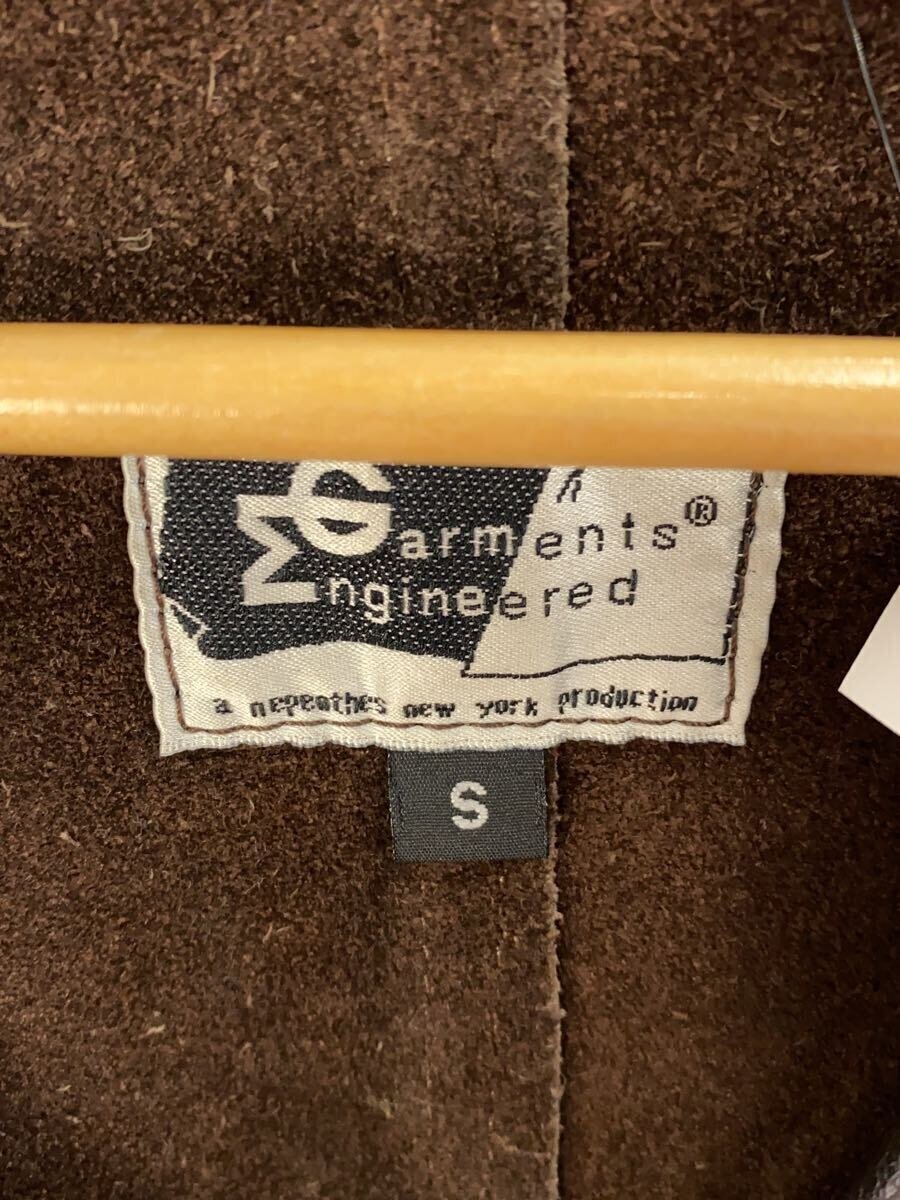 Garments®
Engineered
a nepenthes new york production
S